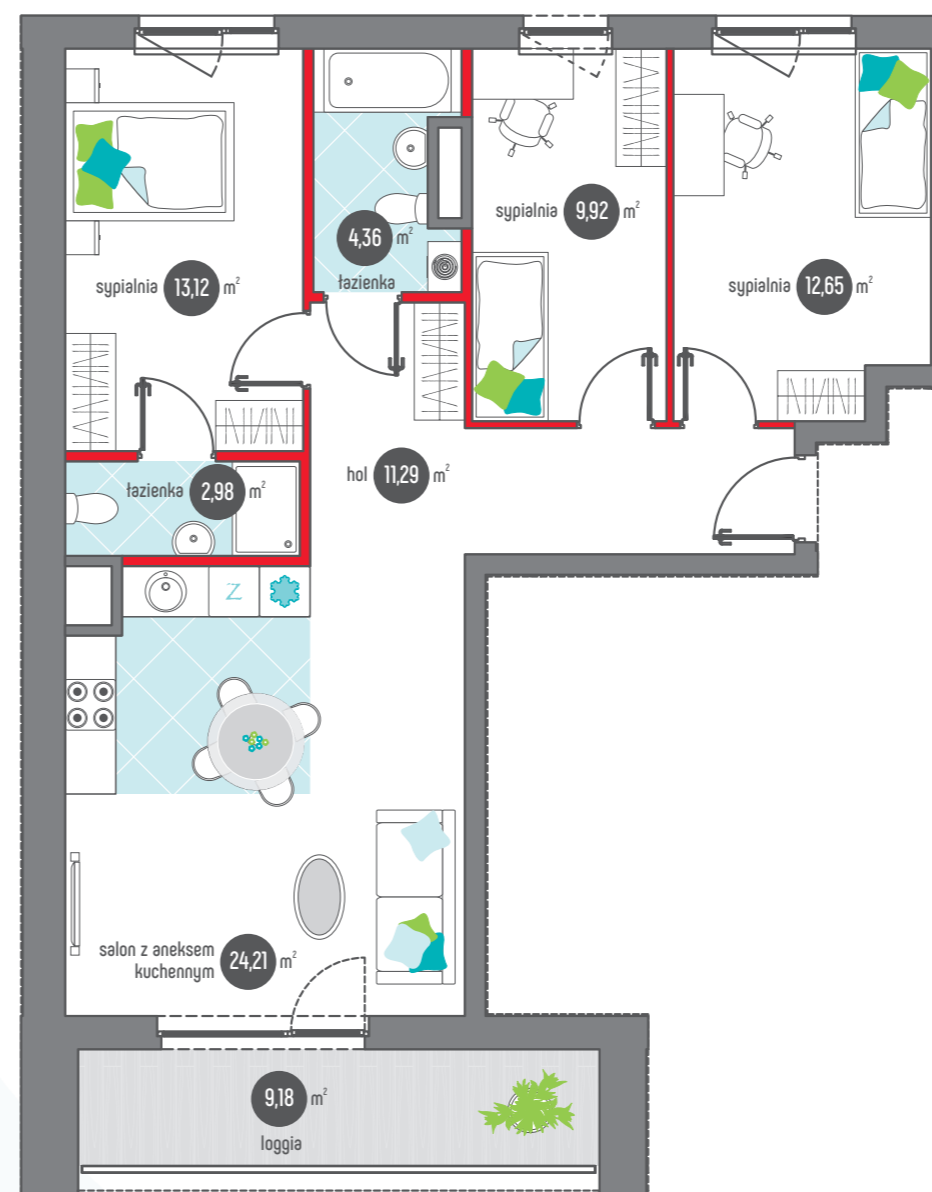 4,36 m²
łazienka
sypialnia 9,92 m²
sypialnia 13,12 m²
sypialnia 12,65 m²
łazienka 2,98 m²
hol 11,29 m²
Z
salon z aneksem
kuchennym
24,21 m²
9,18 m²
loggia